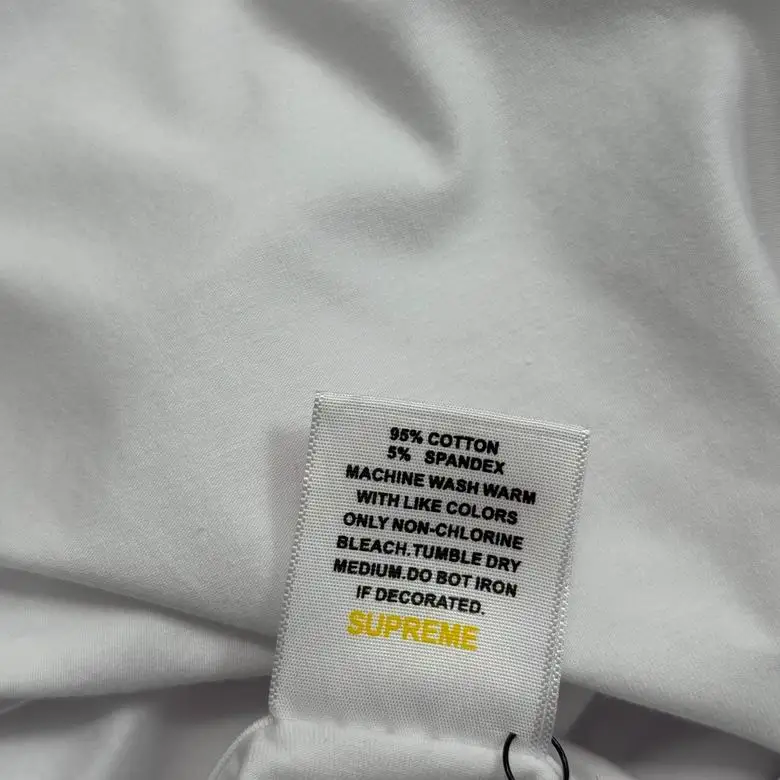 95% COTTON
5% SPANDEX
MACHINE WASH WARM
WITH LIKE COLORS
ONLY NON-CHLORINE
BLEACH.TUMBLE DRY
MEDIUM.DO BOT IRON
IF DECORATED.
SUPREME